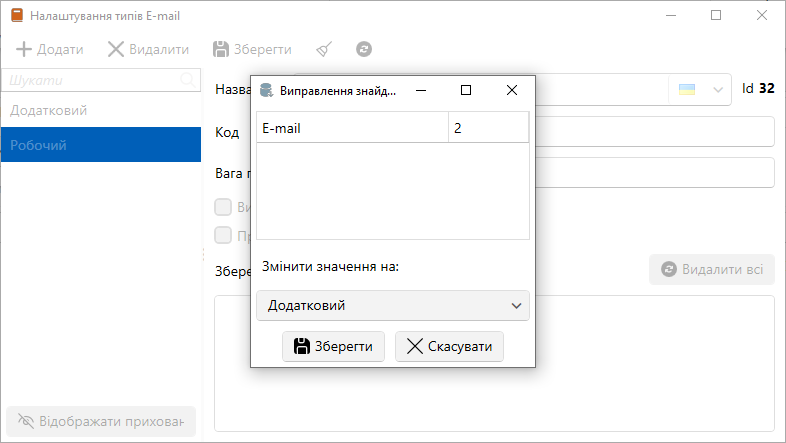 Налаштування типів E-mail
Додати Видалити Зберегти
Шукати
Додатковий
Робочий
Відображати прихован
Назва Id 32
Код
Вага п
Ви
Пр
Збере Видалити всі
Виправлення знайд...
E-mail 2
Змінити значення на:
Додатковий
Зберегти Скасувати